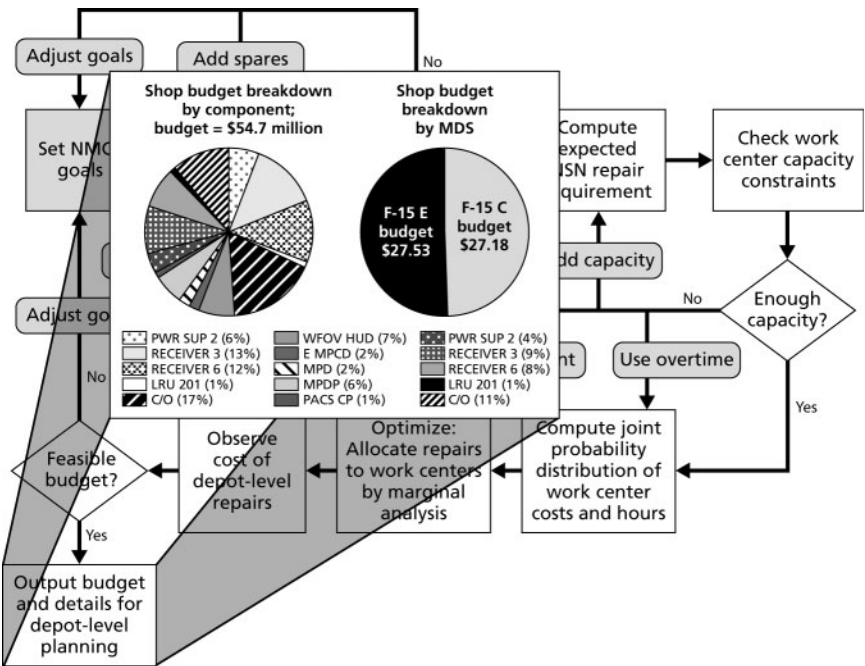 Adjust goals
Add spares
No
Shop budget breakdown
by component;
budget = $54.7 million
Shop budget
breakdown
by MDS
F-15 E
budget
$27.53
F-15 C
budget
$27.18
PWR SUP 2 (6%)
RECEIVER 3 (13%)
RECEIVER 6 (12%)
LRU 201 (1%)
C/O (17%)
WFOV HUD (7%)
E MPCD (2%)
MPD (2%)
MPDP (6%)
PACS CP (1%)
PWR SUP 2 (4%)
RECEIVER 3 (9%)
RECEIVER 6 (8%)
LRU 201 (1%)
C/O (11%)
Set
goals
Compute
expected
repair
Check work
center capacity
constraints
capacity
No
Enough
capacity?
Adjust
Use overtime
No
Yes
Feasible
budget?
Observe
cost of
depot-level
repairs
Optimize:
Allocate repairs
to work centers
by marginal
analysis
Compute joint
probability
distribution of
work center
costs and hours
Yes
Output budget
and details for
depot-level
planning